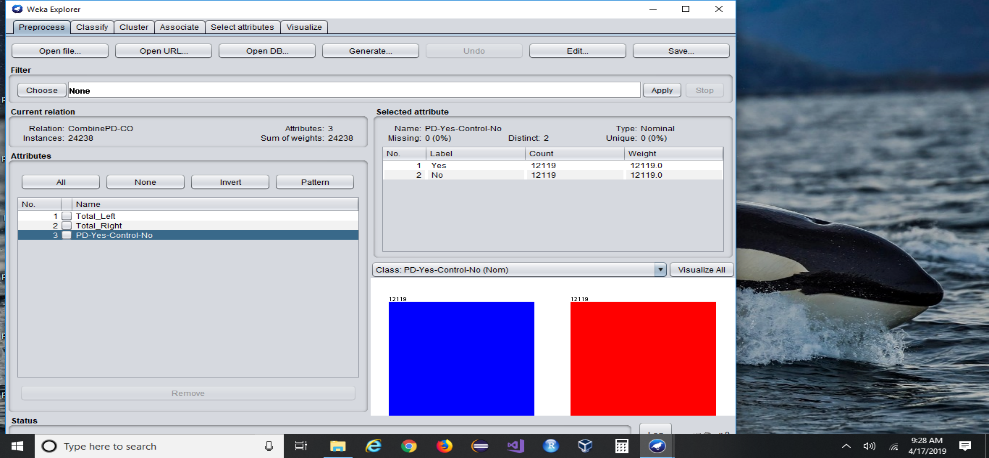 Weka Explorer
Preprocess Classify Cluster Associate Select attributes Visualize
Open file... Open URL... Open DB... Generate... Undo Edit... Save...
Filter
Choose None Apply Stop
Current relation
Relation: CombinePD-CO Attributes: 3
Instances: 24238 Sum of weights: 24238
Attributes
All None Invert Pattern
No. Name
1 Total_Left
2 Total_Right
3 PD-Yes-Control-No
Remove
Status
Selected attribute
Name: PD-Yes-Control-No Type: Nominal
Missing: 0 (0%) Distinct: 2 Unique: 0 (0%)
No. Label Count Weight
1 Yes 12119 12119.0
2 No 12119 12119.0
Class: PD-Yes-Control-No (Nom) Visualize All
12119 12119
Type here to search
9:28 AM
4/17/2019